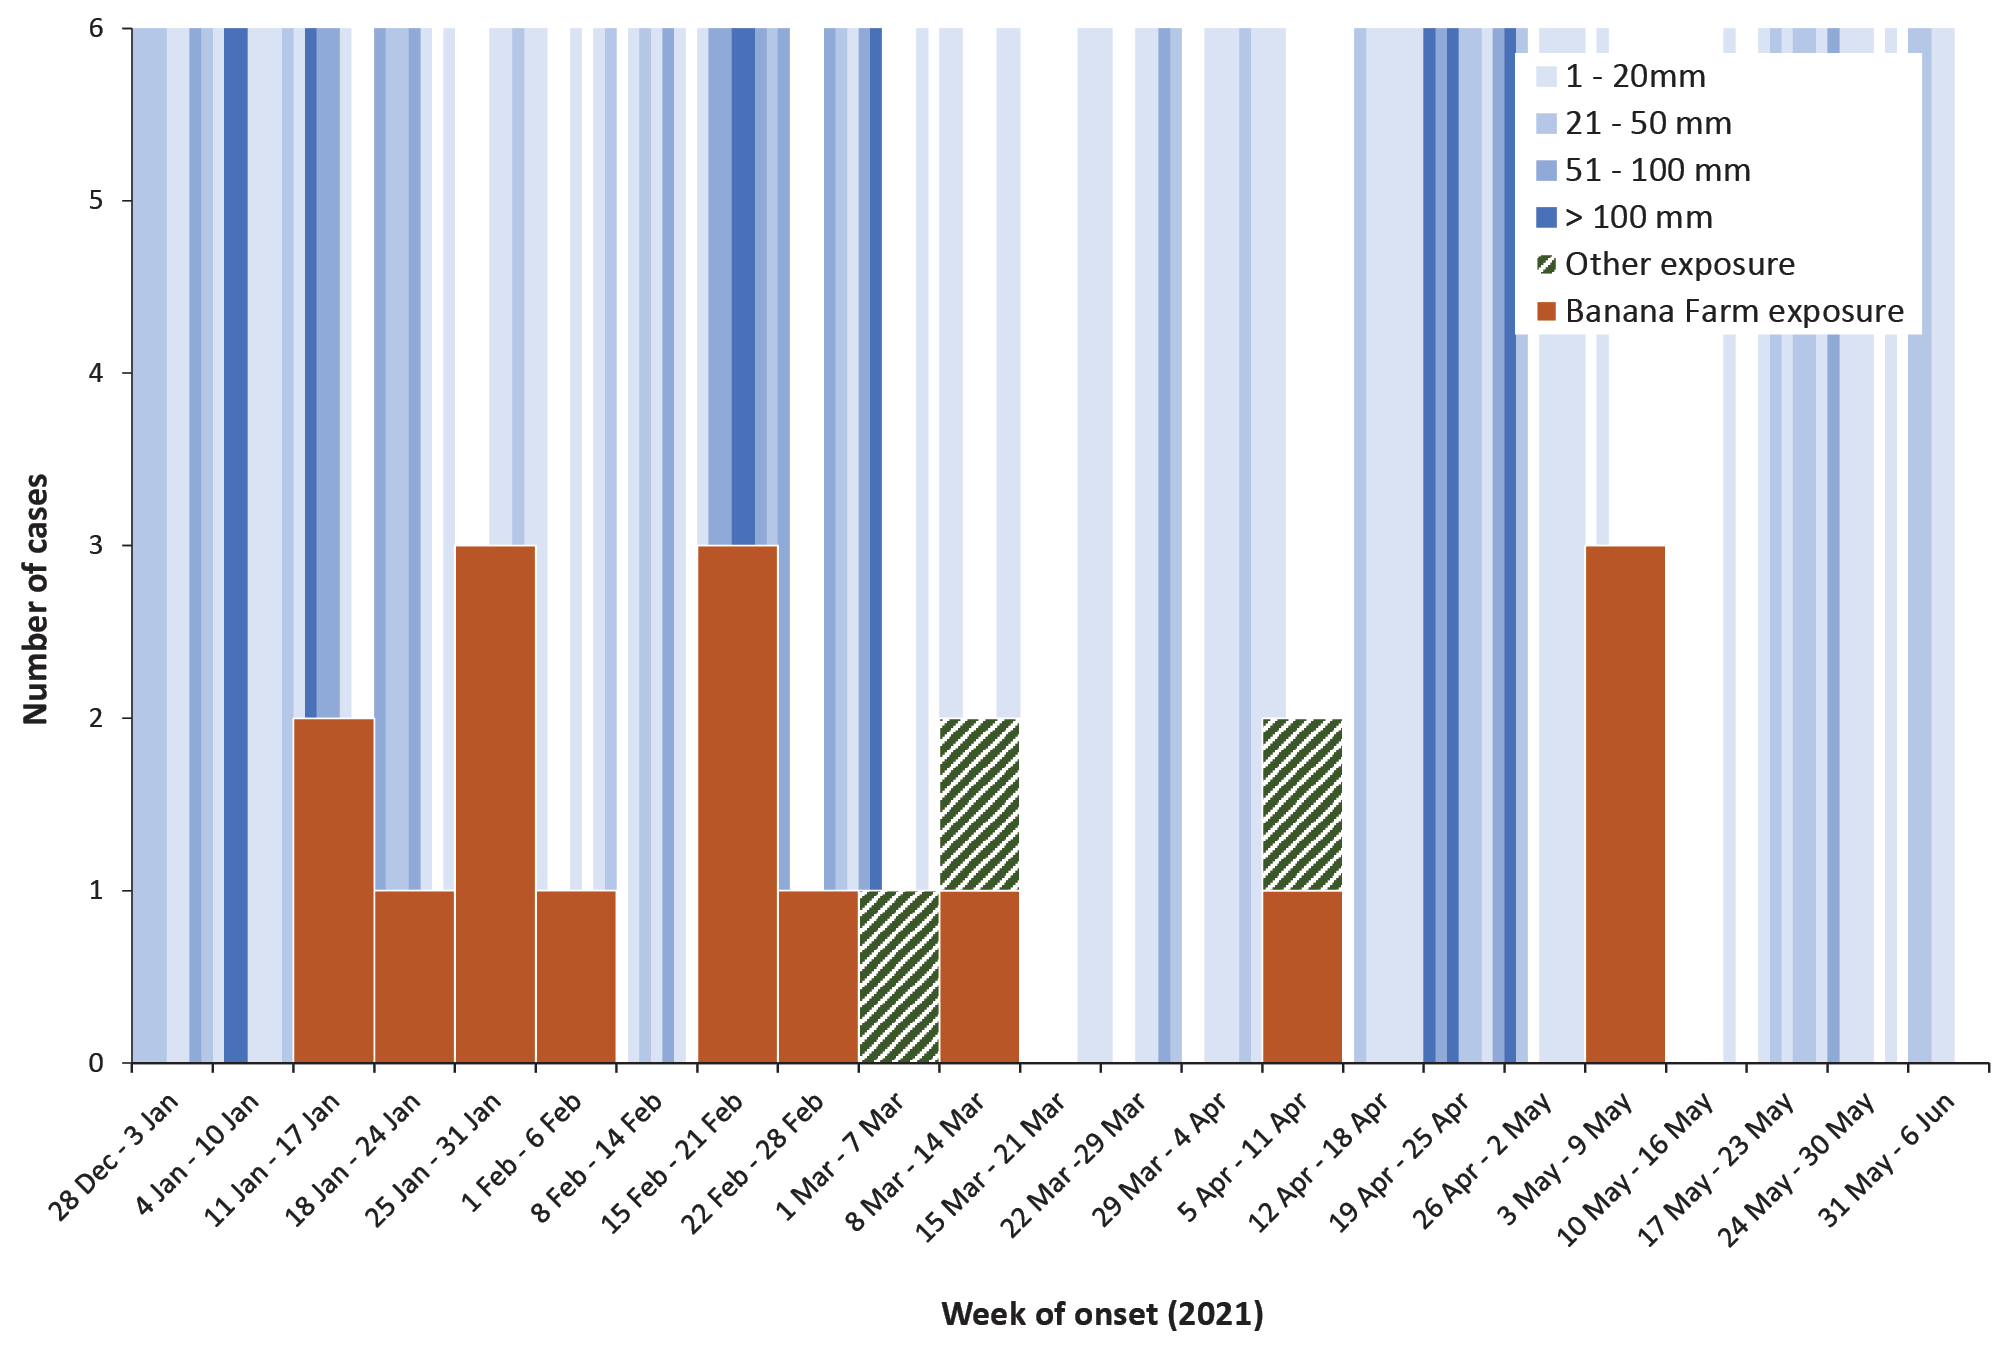 6
5
4
3
2
1
0
Number of cases
1 - 20mm
21 - 50 mm
51 - 100 mm
> 100 mm
Other exposure
Banana Farm exposure
28 Dec - 3 Jan
4 Jan - 10 Jan
11 Jan - 17 Jan
18 Jan - 24 Jan
25 Jan - 31 Jan
1 Feb - 6 Feb
8 Feb - 14 Feb
15 Feb - 21 Feb
22 Feb - 28 Feb
1 Mar - 7 Mar
8 Mar - 14 Mar
15 Mar - 21 Mar
22 Mar -29 Mar
29 Mar - 4 Apr
5 Apr - 11 Apr
12 Apr - 18 Apr
19 Apr - 25 Apr
26 Apr - 2 May
3 May - 9 May
10 May - 16 May
17 May - 23 May
24 May - 30 May
31 May - 6 Jun
Week of onset (2021)